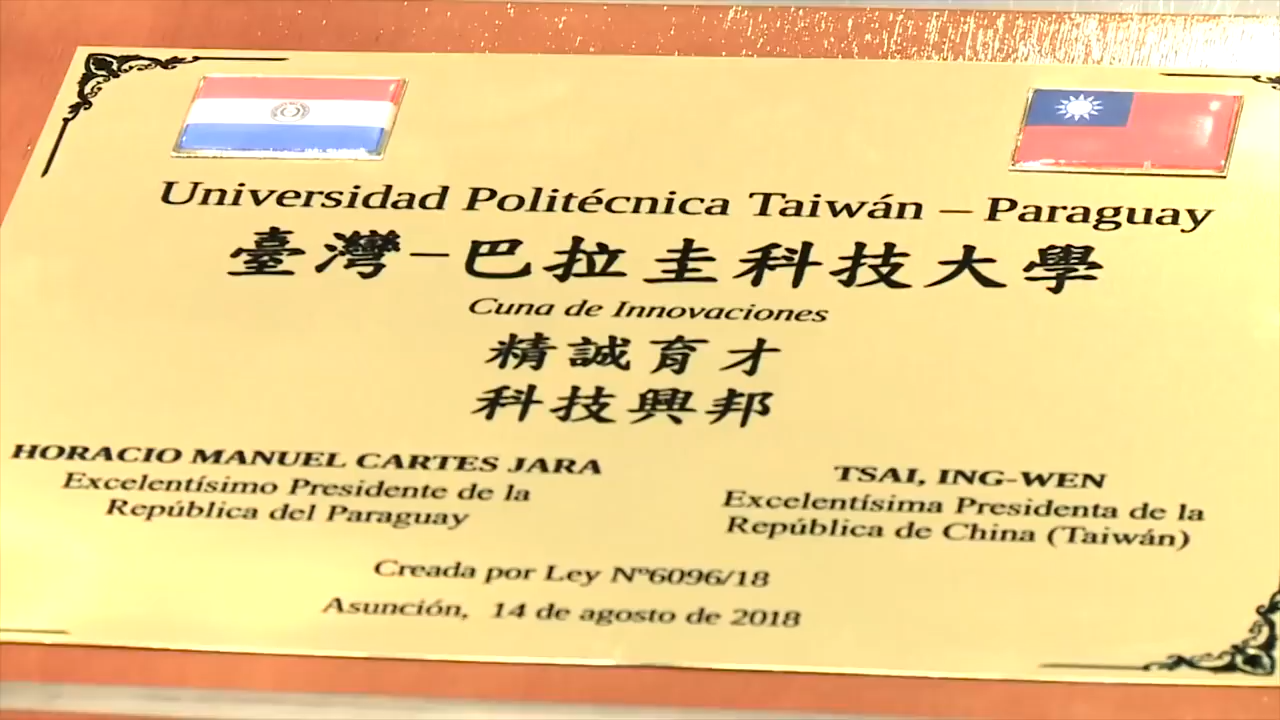 Universidad Politécnica Taiwán – Paraguay
臺灣–巴拉圭科技大學
Cuna de Innovaciones
精誠育才
科技興邦
HORACIO MANUEL CARTES JARA
Excelentísimo Presidente de la
República del Paraguay
TSAI, ING-WEN
Excelentísima Presidenta de la
República de China (Taiwán)
Creada por Ley Nº6096/18
Asunción, 14 de agosto de 2018